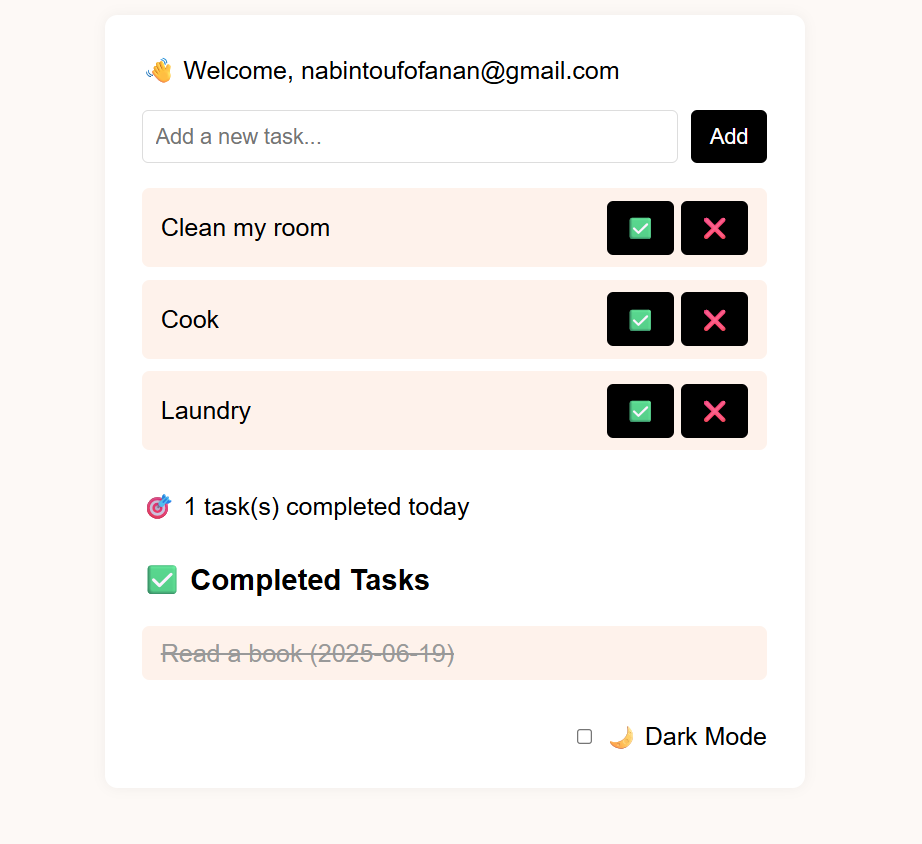 👋 Welcome, nabintoufofanan@gmail.com
Add a new task...
Add
Clean my room
Cook
Laundry
🎯 1 task(s) completed today
✅ Completed Tasks
Read a book (2025-06-19)
🌙 Dark Mode